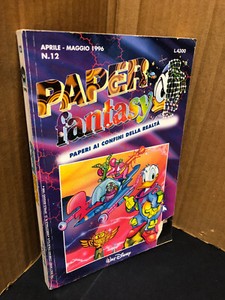 APRILE - MAGGIO 1996
N.12
L.4300
PAPER
fantasy
PAPERI AI CONFINI DELLA REALTÀ
WALT DISNEY